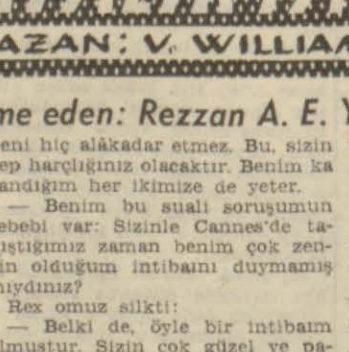 AZAN: V. WILLIA
me eden: Rezzan A. E. Y
eni hiç alâkadar etmez. Bu, sizin
ep harçlığınız olacaktır. Benim ka
andığım her ikimize de yeter.
— Benim bu suali soruşumun
ebebi var: Sizinle Cannes'de ta-
ıştığımız zaman benim çok zen-
in olduğum intibaını duymamış
mıydınız?
Rex omuz silkti:
— Belki de, öyle bir intibaım
lmuştur. Sizin çok güzel ve pa-